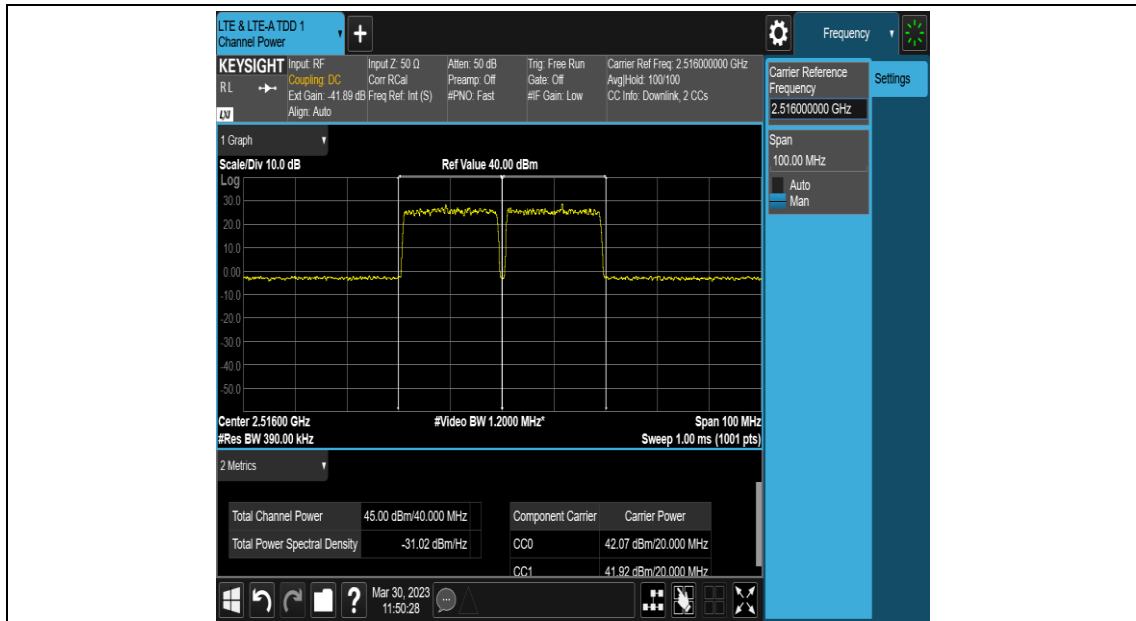 LTE & LTE-A TDD 1
Channel Power
Frequency
KEYSIGHT
RL
LXI
Input: RF
Coupling: DC
Ext Gain: -41.89 dB
Align: Auto
Input Z: 50 Ω
Corr RCal
Freq Ref: Int (S)
Atten: 50 dB
Preamp: Off
#PNO: Fast
Trig: Free Run
Gate: Off
#IF Gain: Low
Carrier Ref Freq: 2.516000000 GHz
Avg|Hold: 100/100
CC Info: Downlink, 2 CCs
Carrier Reference
Frequency
2.516000000 GHz
Settings
Span
100.00 MHz
Auto
Man
1 Graph
Scale/Div 10.0 dB
Ref Value 40.00 dBm
Log
30.0
20.0
10.0
0.00
-10.0
-20.0
-30.0
-40.0
-50.0
Center 2.51600 GHz
#Video BW 1.2000 MHz*
Span 100 MHz
#Res BW 390.00 kHz
Sweep 1.00 ms (1001 pts)
2 Metrics
Total Channel Power 45.00 dBm/40.000 MHz
Total Power Spectral Density -31.02 dBm/Hz
Component Carrier Carrier Power
CC0 42.07 dBm/20.000 MHz
CC1 41.92 dBm/20.000 MHz
Mar 30, 2023
11:50:28